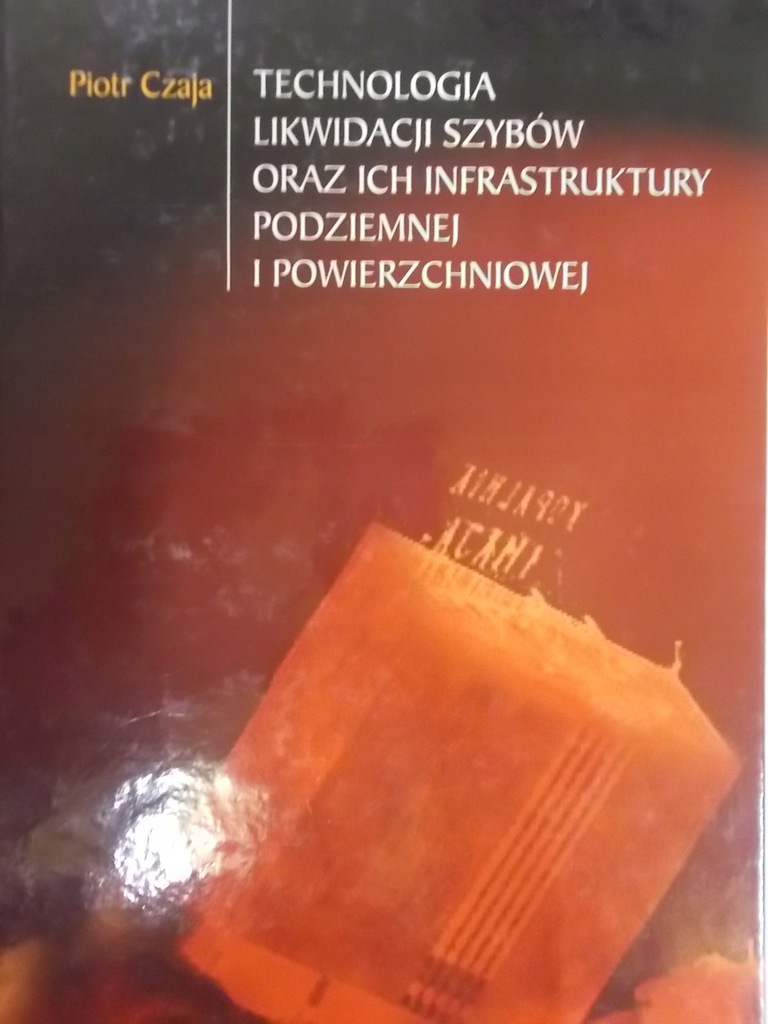 Piotr Czaja
TECHNOLOGIA
LIKWIDACJI SZYBÓW
ORAZ ICH INFRASTRUKTURY
PODZIEMNEJ
I POWIERZCHNIOWEJ